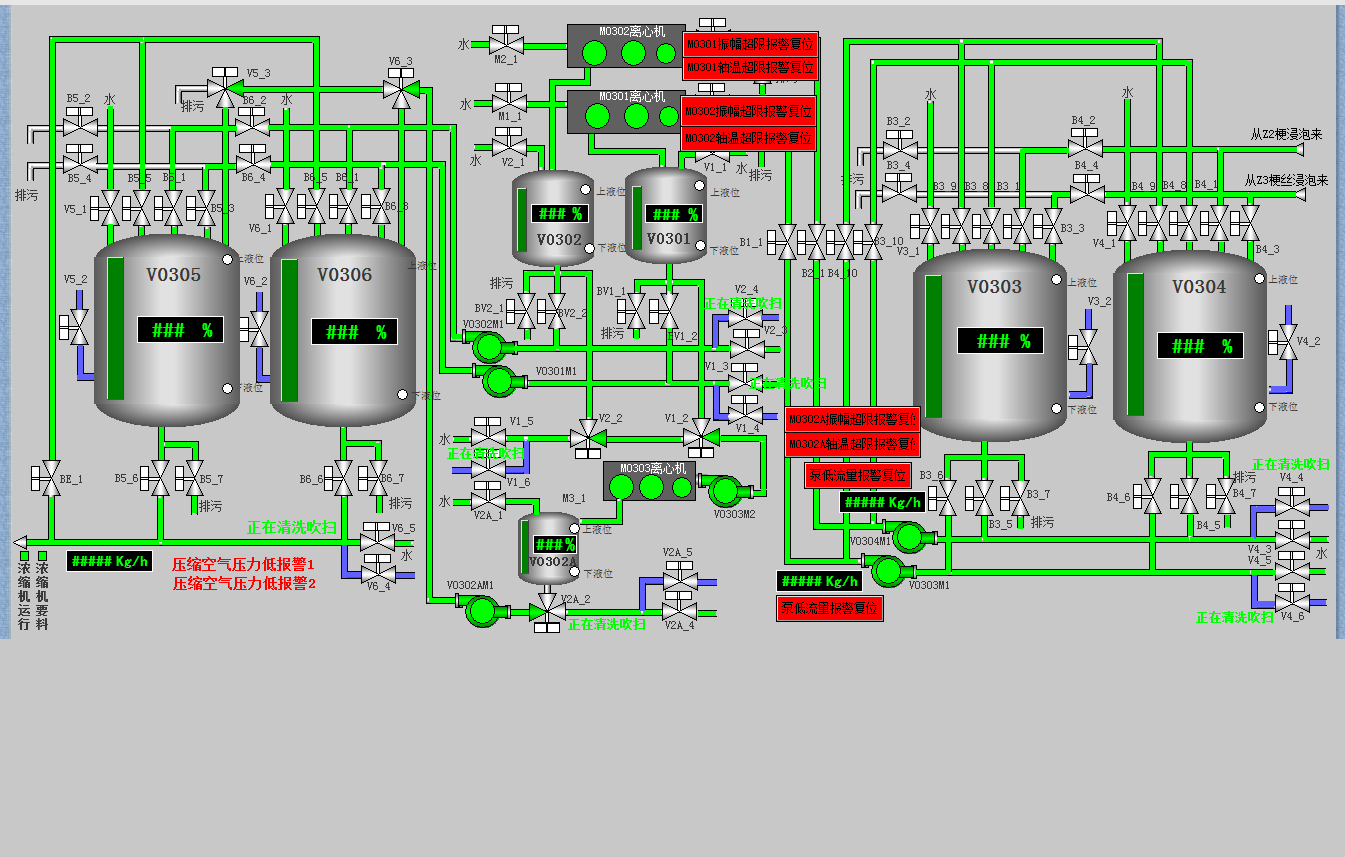 水
M0302离心机
M0301振幅超限报警复位
V6_3
M2_1
V5_3
M0301轴温超限报警复位
B5_2
水
排污
B6_2
水
M0301离心机
水
M0302振幅超限报警复位
水
水
M1_1
B3_2
B4_2
从Z2梗浸泡来
M0302轴温超限报警复位
V2_1
水
V1_1
水
排污
B3_4
B4_4
排污
B5_4
B6_4
从Z3梗丝浸泡来
排污
B4_9
B4_8
B4_1
上液位
上液位
V5_1
### %
### %
V6_1
V0302
V0301
B1_1
B3_10
V3_1
B3_3
V4_1
B4_3
下液位
下液位
上液位
上液位
B2_1
B4_10
V0305
V0306
V5_2
V6_2
排污
上液位
上液位
V0303
V0304
BV1_1
V2_4
正在清洗吹扫
V3_2
BV2_1
BV2_2
### %
### %
V0302M1
排污
V2_3
### %
### %
V4_2
V0301M1
V1_3
正在清洗吹扫
下液位
下液位
下液位
下液位
V1_5
V2_2
V1_2
V1_4
M0302A振幅超限报警复位
水
M0302A轴温超限报警复位
正在清洗吹扫
M0303离心机
正在清洗吹扫
BE_1
B5_6
B5_7
B6_6
B6_7
V1_6
泵低流量报警复位
B3_6
排污
V4_4
排污
排污
水
M3_1
B3_7
B4_6
B4_7
##### Kg/h
V2A_1
V0303M2
B3_5
排污
B4_5
正在清洗吹扫
V6_5
上液位
V0304M1
### %
V4_3
水
水
V2A_5
V4_5
##### Kg/h
压缩空气压力低报警1
V0302A
下液位
##### Kg/h
压缩空气压力低报警2
V6_4
V0302AM1
V0303M1
V2A_2
泵低流量报警复位
正在清洗吹扫
V2A_4
正在清洗吹扫
V4_6
浓缩机运行
浓缩机要料